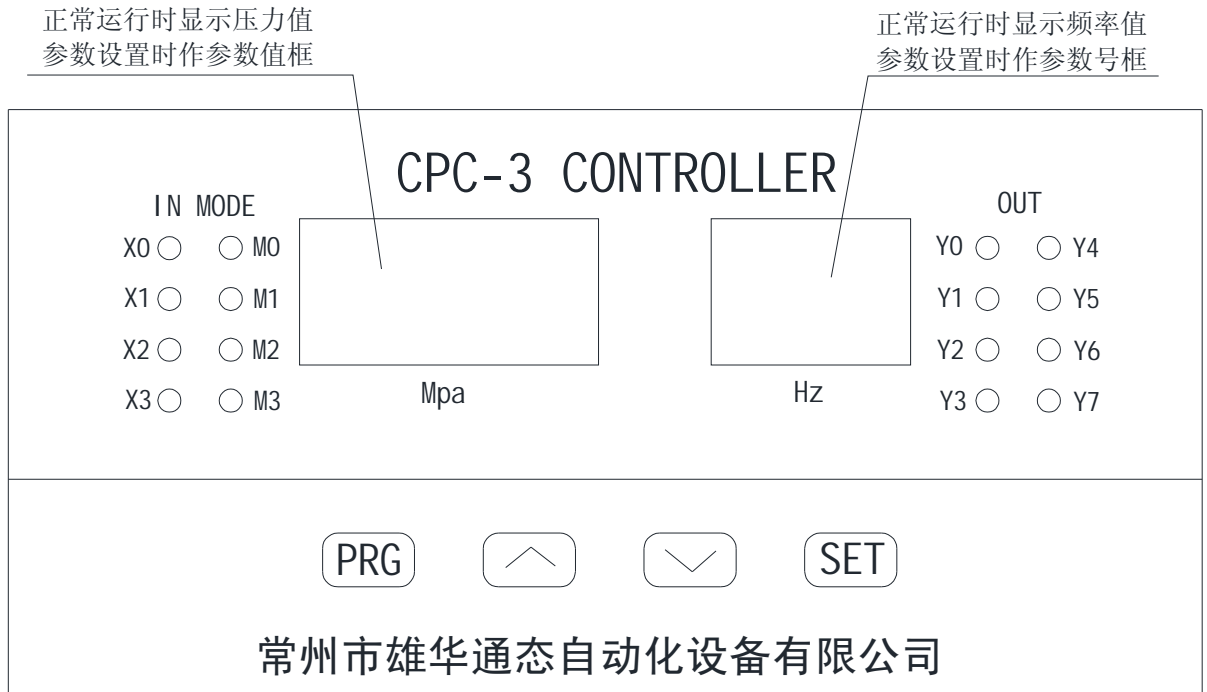 正常运行时显示压力值
参数设置时作参数值框
正常运行时显示频率值
参数设置时作参数号框
CPC-3 CONTROLLER
IN MODE
OUT
X0 M0
Y0 Y4
X1 M1
Y1 Y5
X2 M2
Y2 Y6
X3 M3
Mpa
Hz
Y3 Y7
PRG SET
常州市雄华通态自动化设备有限公司